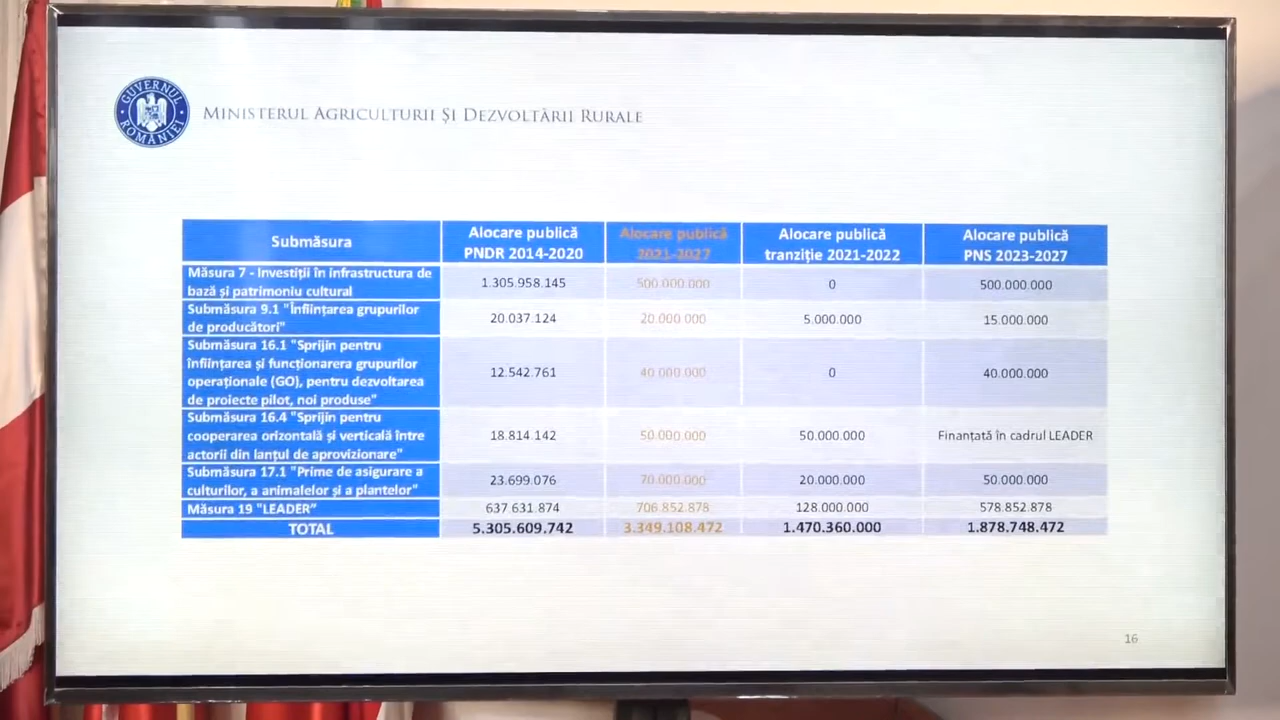 GUVERNUL ROMÂNIEI
MINISTERUL AGRICULTURII ȘI DEZVOLTĂRII RURALE
Submăsura
Alocare publică
PNDR 2014-2020
Alocare publică
2021-2027
Alocare publică
tranziție 2021-2022
Alocare publică
PNS 2023-2027
Măsura 7 - Investiții în infrastructura de
bază și patrimoniu cultural
1.305.958.145
500.000.000
0
500.000.000
Submăsura 9.1 "Înființarea grupurilor
de producători"
20.037.124
20.000.000
5.000.000
15.000.000
Submăsura 16.1 "Sprijin pentru
înființarea și funcționarera grupurilor
operaționale (GO), pentru dezvoltarea
de proiecte pilot, noi produse"
12.542.761
40.000.000
0
40.000.000
Submăsura 16.4 "Sprijin pentru
cooperarea orizontală și verticală între
actorii din lanțul de aprovizionare"
18.814.142
50.000.000
50.000.000
Finanțată în cadrul LEADER
Submăsura 17.1 "Prime de asigurare a
culturilor, a animalelor și a plantelor"
23.699.076
70.000.000
20.000.000
50.000.000
Măsura 19 "LEADER"
637.631.874
706.852.878
128.000.000
578.852.878
TOTAL
5.305.609.742
3.349.108.472
1.470.360.000
1.878.748.472
16